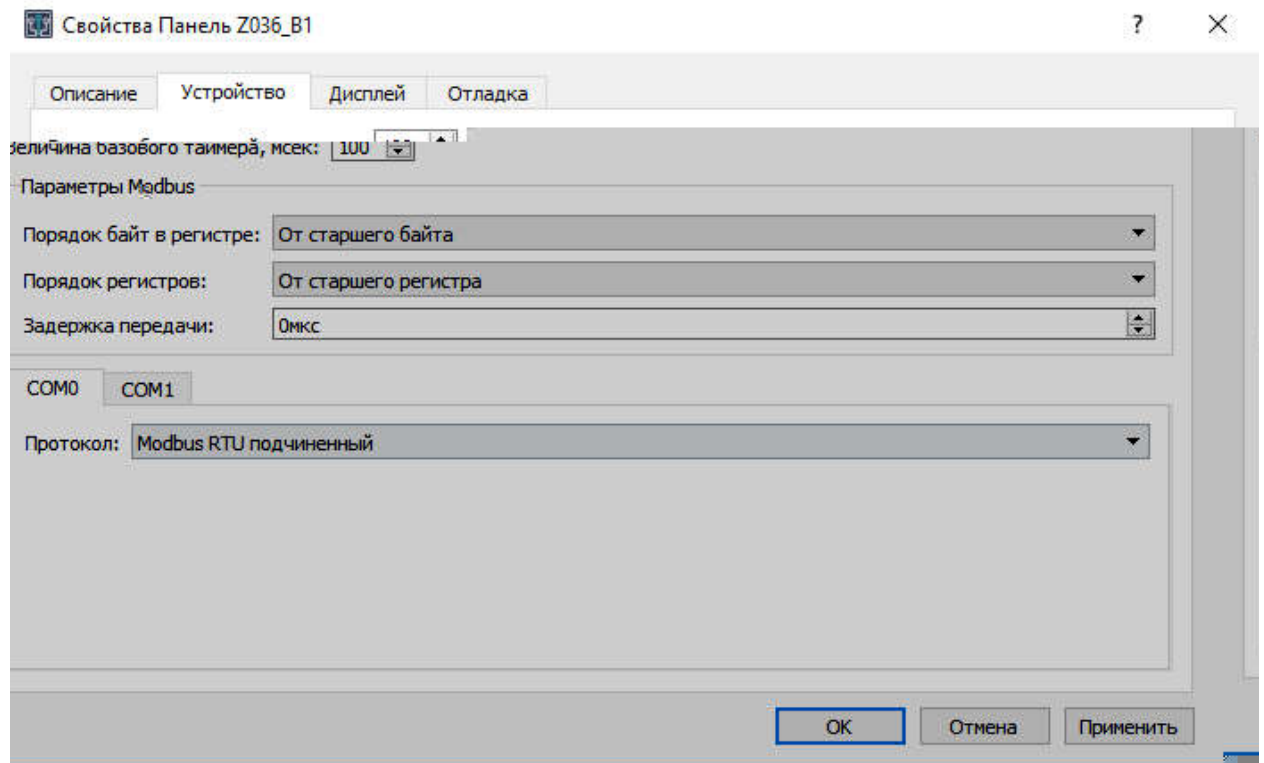 Свойства Панель Z036_B1 ?
Описание Устройство Дисплей Отладка
величина базового таймера, мсек: 100
Параметры Modbus
Порядок байт в регистре: От старшего байта
Порядок регистров: От старшего регистра
Задержка передачи: 0мкс
COM0 COM1
Протокол: Modbus RTU подчиненный
OK Отмена Применить